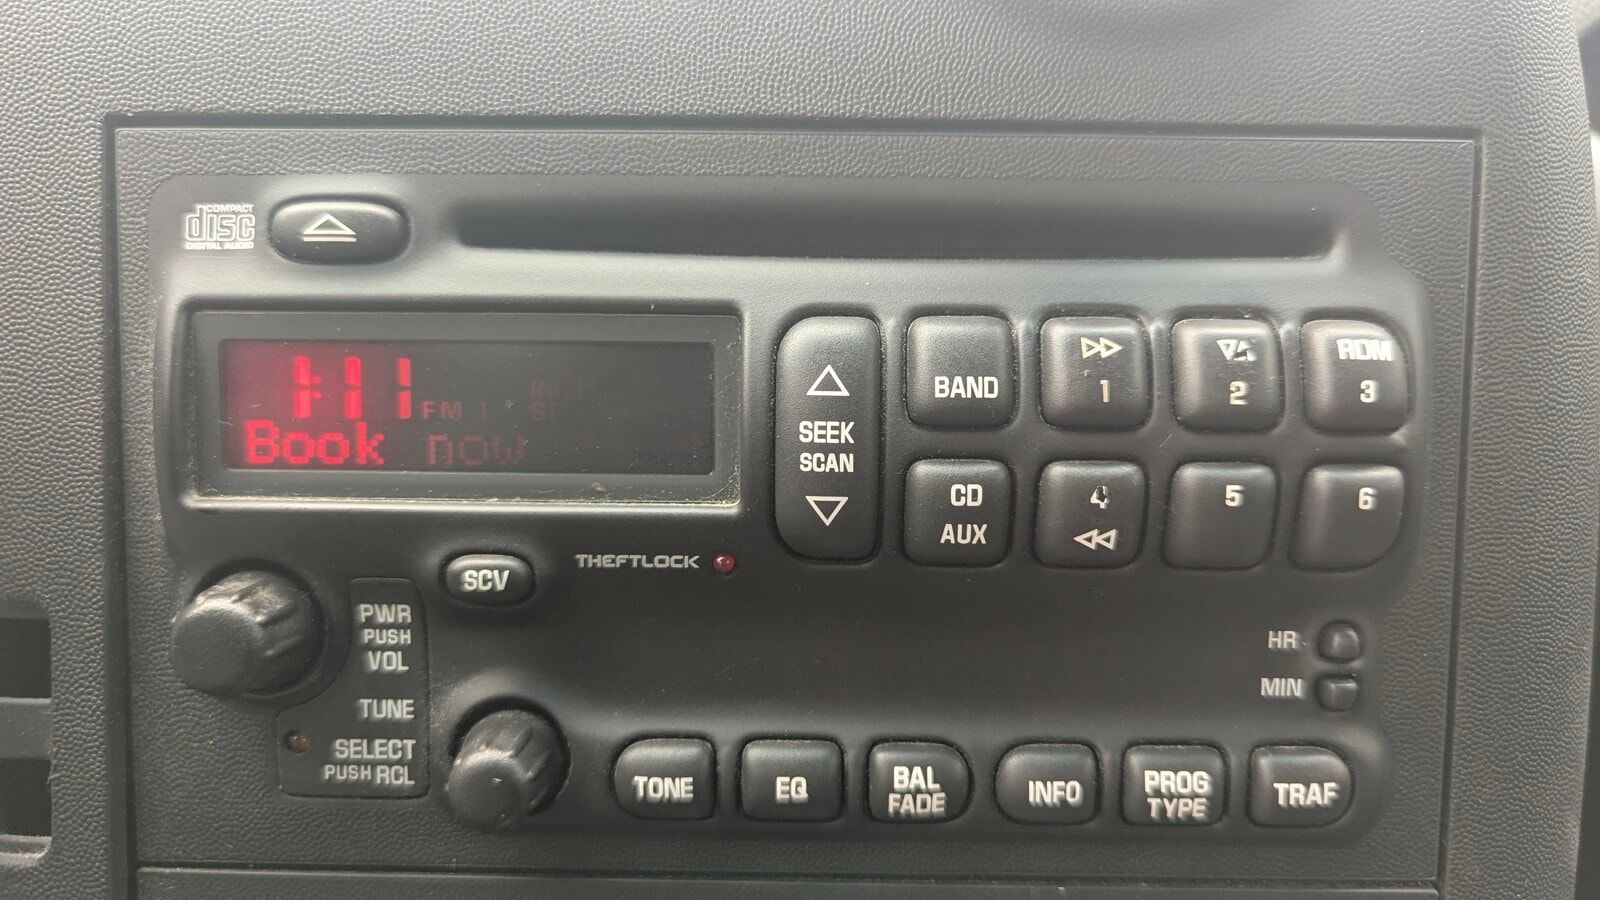 COMPACT
disc
DIGITAL AUDIO
1:11
FM 1
INFO
ST
Book now
SEEK
SCAN
BAND
1
2
RDM
3
CD
AUX
4
5
6
SCV
THEFTLOCK
PWR
PUSH
VOL
TUNE
SELECT
PUSH RCL
HR
MIN
TONE
EQ
BAL
FADE
INFO
PROG
TYPE
TRAF